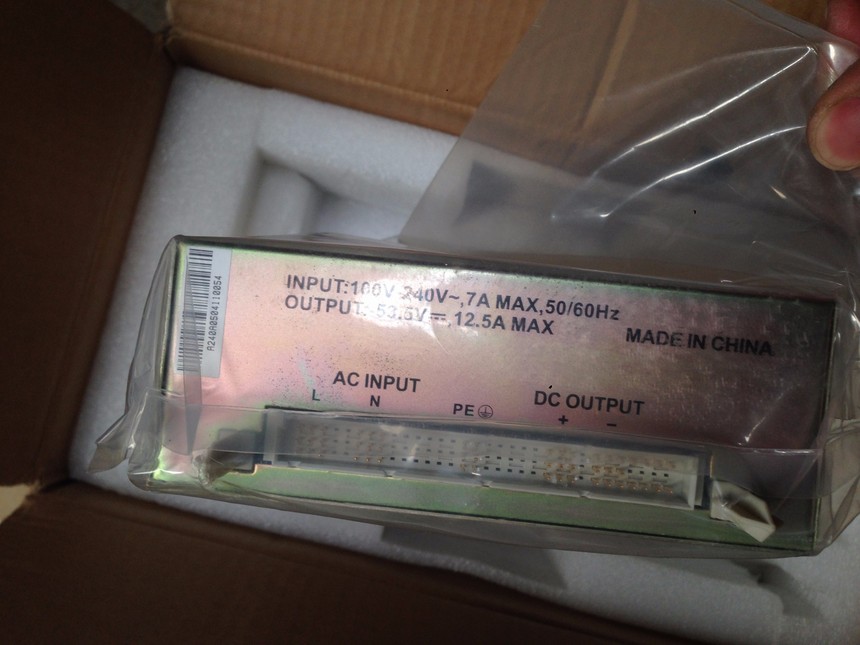 INPUT:100V-240V~,7A MAX,50/60Hz
OUTPUT:-53.5V⎓,12.5A MAX
MADE IN CHINA
A240A0504110054
AC INPUT
DC OUTPUT
L
N
PE
+
−